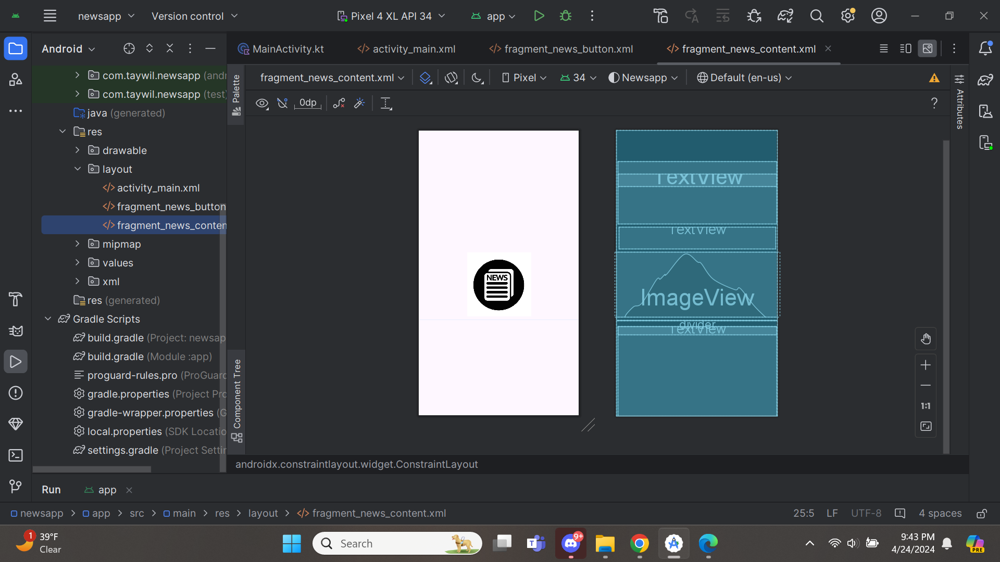 newsapp
Version control
Pixel 4 XL API 34
app
Android
MainActivity.kt
activity_main.xml
fragment_news_button.xml
fragment_news_content.xml
com.taywil.newsapp (andr
com.taywil.newsapp (test)
java (generated)
res
drawable
layout
activity_main.xml
fragment_news_button
fragment_news_conten
mipmap
values
xml
res (generated)
Gradle Scripts
build.gradle (Project: newsap
build.gradle (Module :app)
proguard-rules.pro (ProGuard
gradle.properties (Project Pro
gradle-wrapper.properties (G
local.properties (SDK Locatio
settings.gradle (Project Settin
Palette
Component Tree
fragment_news_content.xml
Pixel
34
Newsapp
Default (en-us)
0dp
?
Attributes
NEWS
TextView
TextView
ImageView
divider
TextView
1:1
androidx.constraintlayout.widget.ConstraintLayout
Run
app
newsapp > app > src > main > res > layout > fragment_news_content.xml
25:5
LF
UTF-8
4 spaces
1
39°F
Clear
Search
T
9+
9:43 PM
4/24/2024
PRE